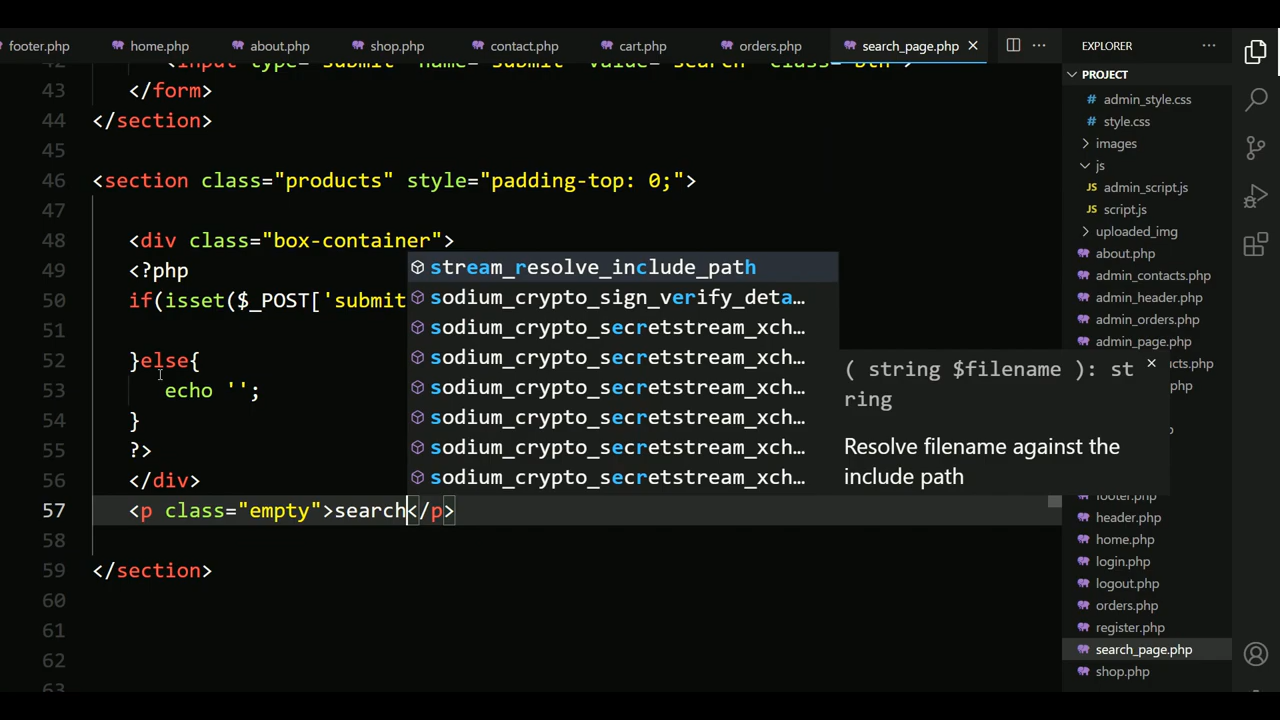 footer.php home.php about.php shop.php contact.php cart.php orders.php search_page.php
EXPLORER
PROJECT
admin_style.css
style.css
images
js
admin_script.js
script.js
uploaded_img
about.php
admin_contacts.php
admin_header.php
admin_orders.php
admin_page.php
footer.php
header.php
home.php
login.php
logout.php
orders.php
register.php
search_page.php
shop.php
43 </form>
44 </section>
45
46 <section class="products" style="padding-top: 0;">
47
48 <div class="box-container">
49 <?php
50 if(isset($_POST['submit
51
52 }else{
53 echo '';
54 }
55 ?>
56 </div>
57 <p class="empty">search</p>
58
59 </section>
60
61
62
63
stream_resolve_include_path
sodium_crypto_sign_verify_deta…
sodium_crypto_secretstream_xch…
sodium_crypto_secretstream_xch…
sodium_crypto_secretstream_xch…
sodium_crypto_secretstream_xch…
sodium_crypto_secretstream_xch…
sodium_crypto_secretstream_xch…
( string $filename ): st
ring
Resolve filename against the
include path